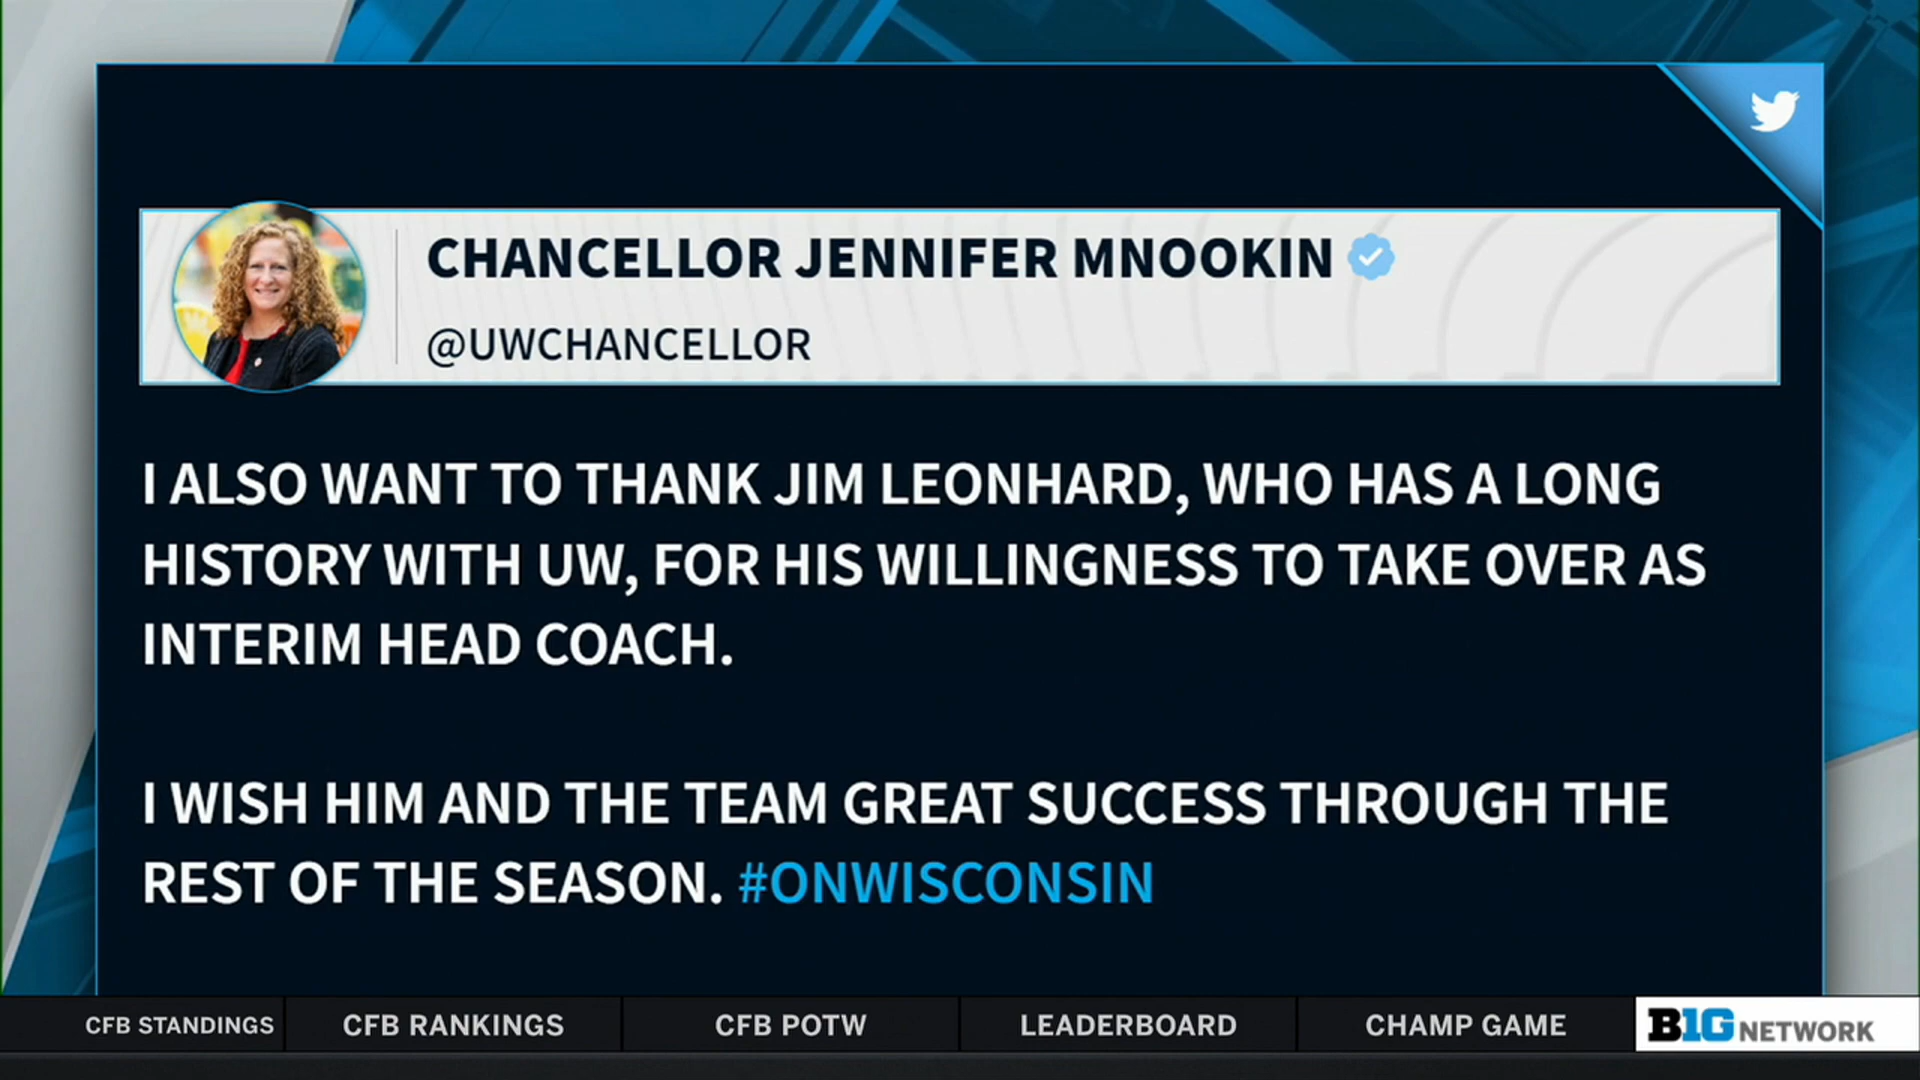 CHANCELLOR JENNIFER MNOOKIN
@UWCHANCELLOR
I ALSO WANT TO THANK JIM LEONHARD, WHO HAS A LONG
HISTORY WITH UW, FOR HIS WILLINGNESS TO TAKE OVER AS
INTERIM HEAD COACH.
I WISH HIM AND THE TEAM GREAT SUCCESS THROUGH THE
REST OF THE SEASON. #ONWISCONSIN
CFB STANDINGS CFB RANKINGS CFB POTW LEADERBOARD CHAMP GAME B1G NETWORK